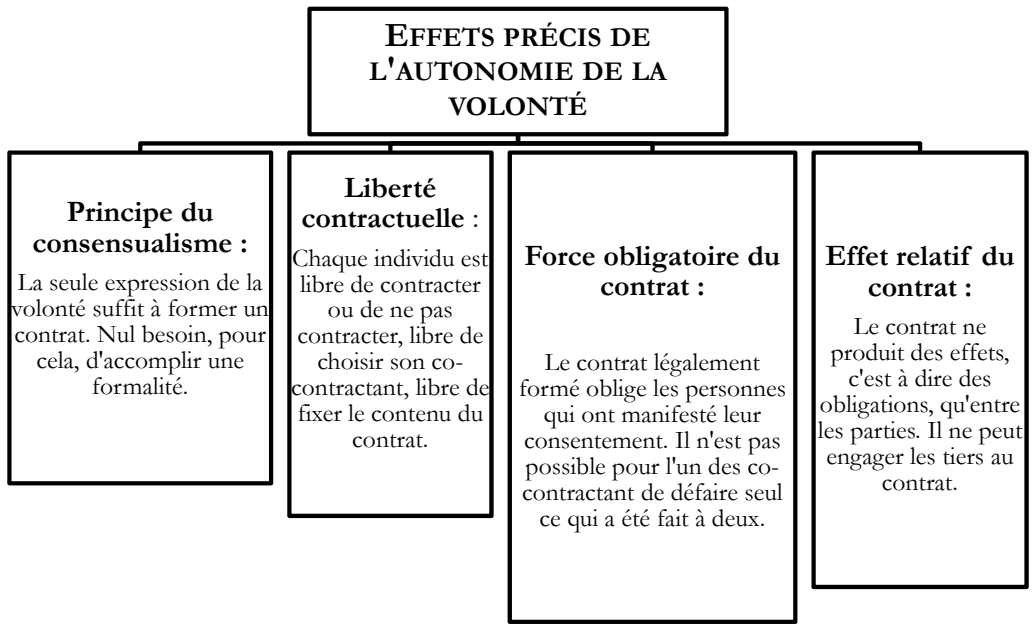 EFFETS PRÉCIS DE
L'AUTONOMIE DE LA
VOLONTÉ
Principe du
consensualisme :
La seule expression de la
volonté suffit à former un
contrat. Nul besoin, pour
cela, d'accomplir une
formalité.
Liberté
contractuelle :
Chaque individu est
libre de contracter
ou de ne pas
contracter, libre de
choisir son co-
contractant, libre de
fixer le contenu du
contrat.
Force obligatoire du
contrat :
Le contrat légalement
formé oblige les personnes
qui ont manifesté leur
consentement. Il n'est pas
possible pour l'un des co-
contractant de défaire seul
ce qui a été fait à deux.
Effet relatif du
contrat :
Le contrat ne
produit des effets,
c'est à dire des
obligations, qu'entre
les parties. Il ne peut
engager les tiers au
contrat.